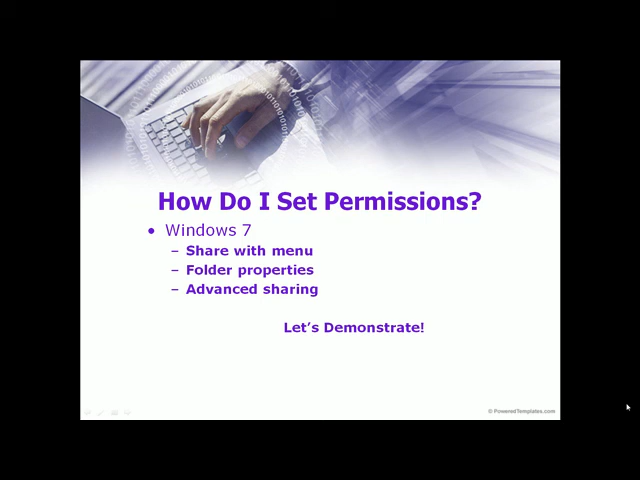 How Do I Set Permissions?
• Windows 7
– Share with menu
– Folder properties
– Advanced sharing
Let's Demonstrate!
© PoweredTemplates.com